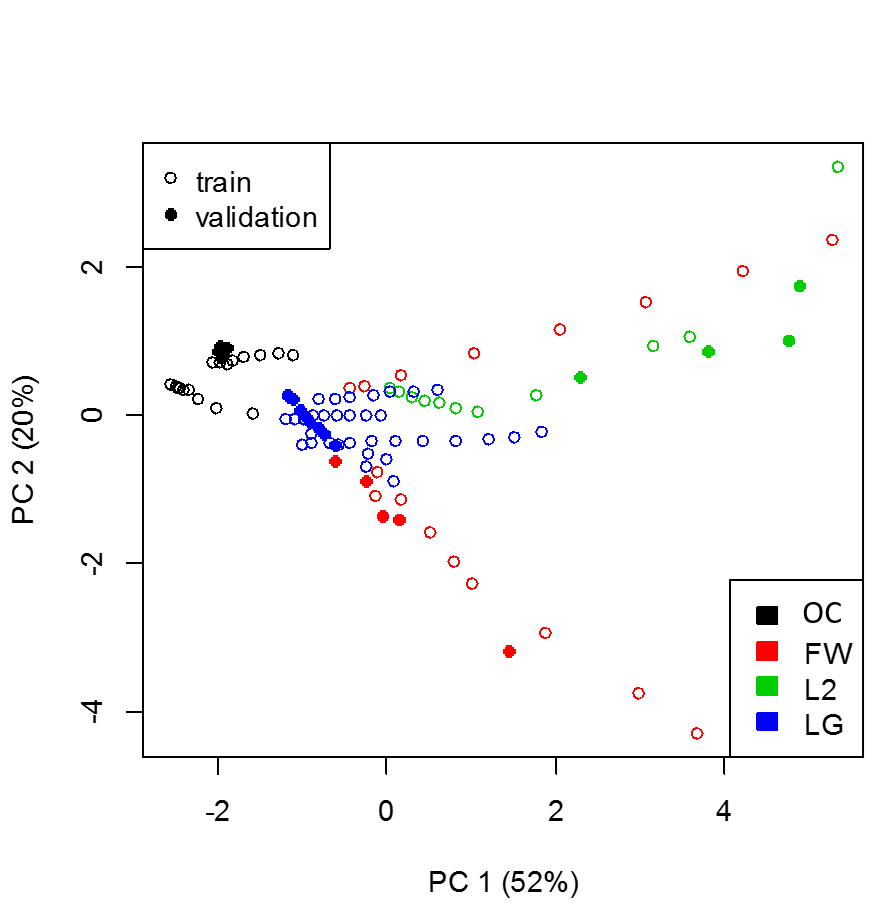 train
validation
2
0
-2
-4
PC 2 (20%)
OC
FW
L2
LG
-2
0
2
4
PC 1 (52%)